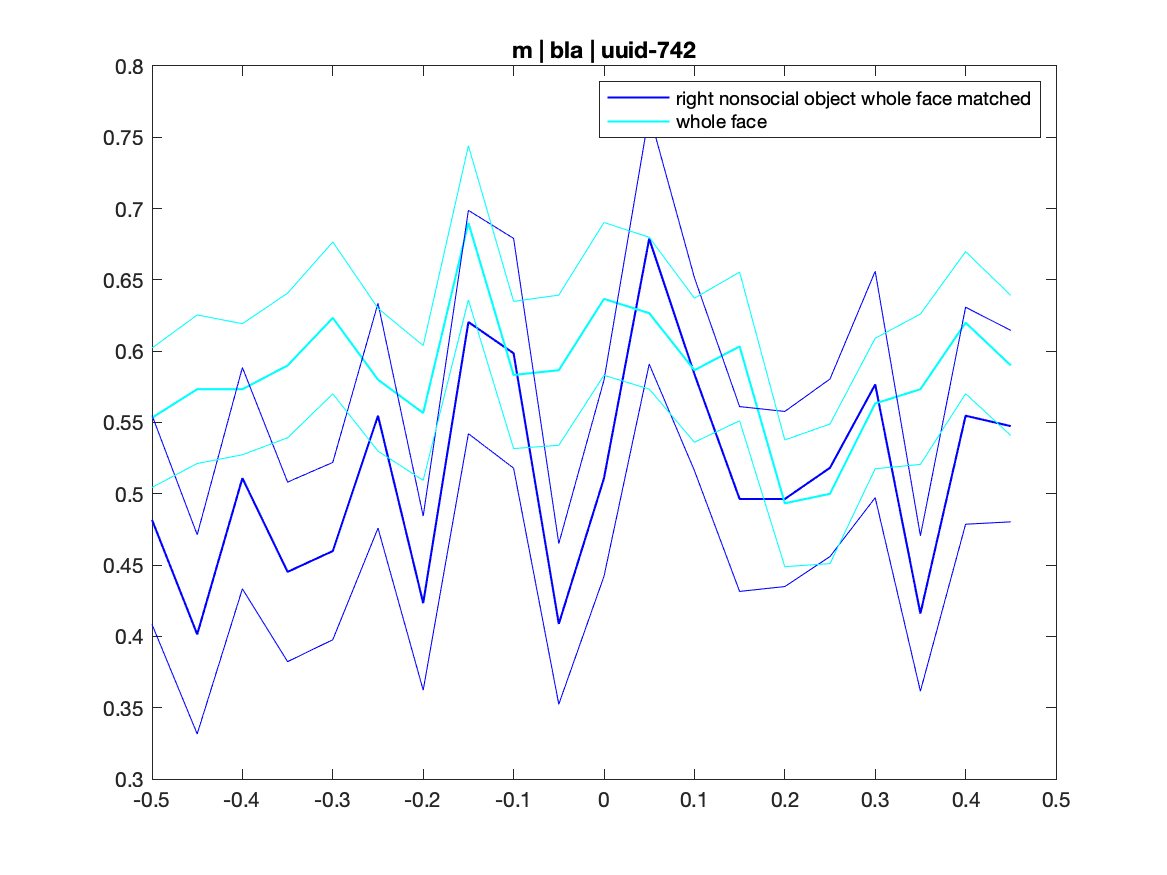 m | bla | uuid-742
right nonsocial object whole face matched
whole face
0.8
0.75
0.7
0.65
0.6
0.55
0.5
0.45
0.4
0.35
0.3
-0.5 -0.4 -0.3 -0.2 -0.1 0 0.1 0.2 0.3 0.4 0.5